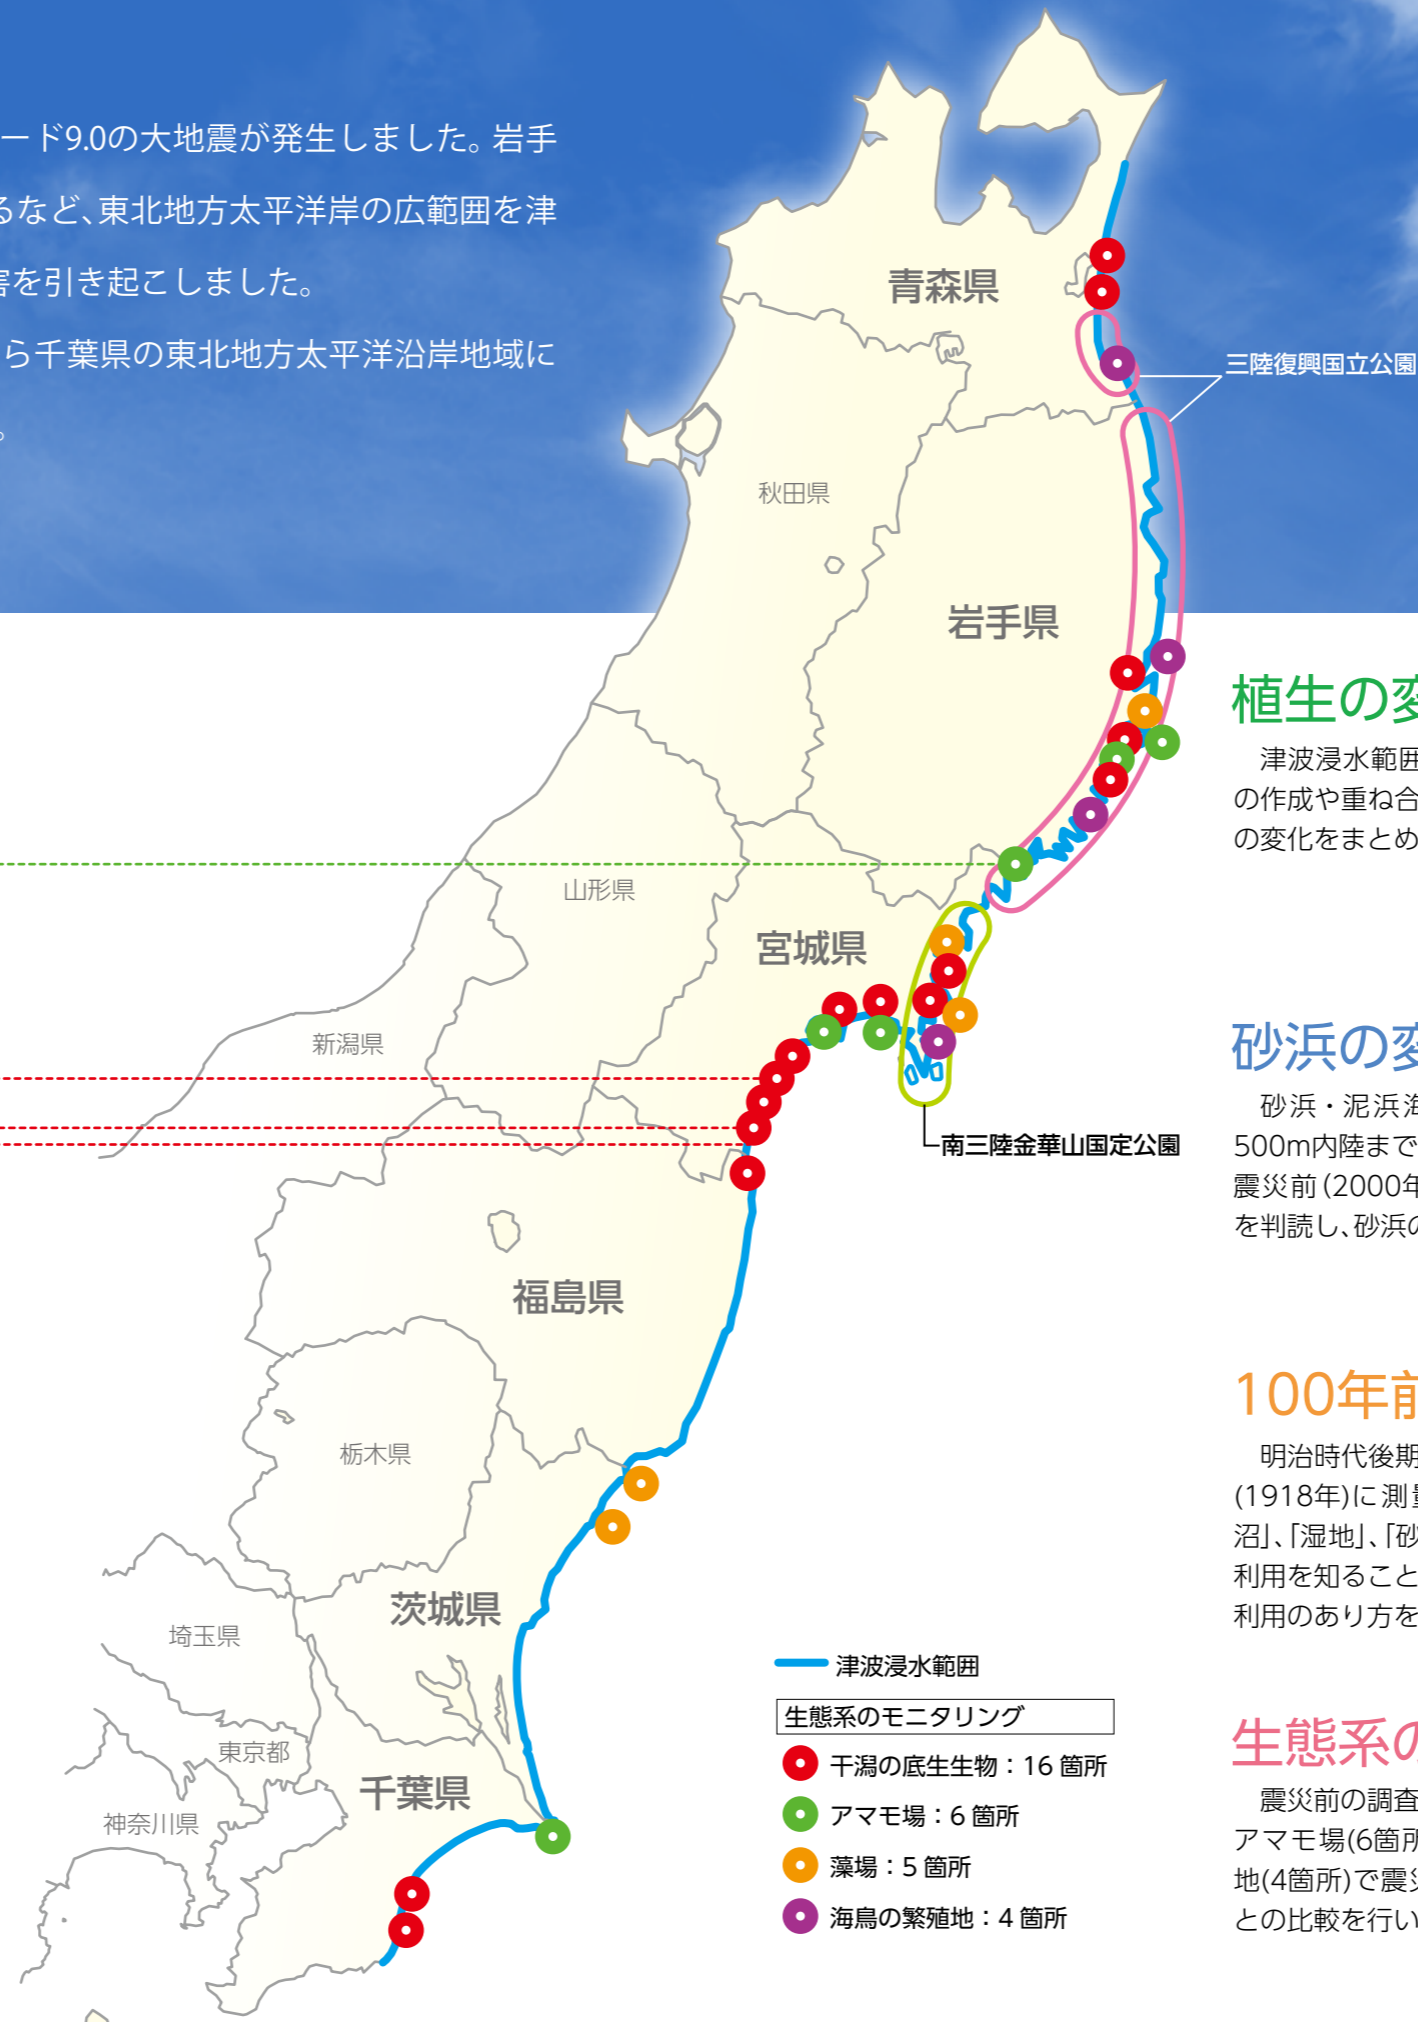 ード9.0の大地震が発生しました。岩手
るなど、東北地方太平洋岸の広範囲を津
害を引き起こしました。
ら千葉県の東北地方太平洋沿岸地域に
。
青森県
三陸復興国立公園
秋田県
岩手県
山形県
宮城県
新潟県
南三陸金華山国定公園
福島県
栃木県
茨城県
埼玉県
東京都
千葉県
神奈川県
津波浸水範囲
生態系のモニタリング
干潟の底生生物：16 箇所
アマモ場：6 箇所
藻場：5 箇所
海鳥の繁殖地：4 箇所
植生の変
津波浸水範囲
の作成や重ね合
の変化をまとめ
砂浜の変
砂浜・泥浜海
500m内陸まで
震災前(2000年
を判読し、砂浜の
100年前
明治時代後期
(1918年)に測量
沼」、「湿地」、「砂
利用を知ること
利用のあり方を
生態系の
震災前の調査
アマモ場(6箇所
地(4箇所)で震災
との比較を行い